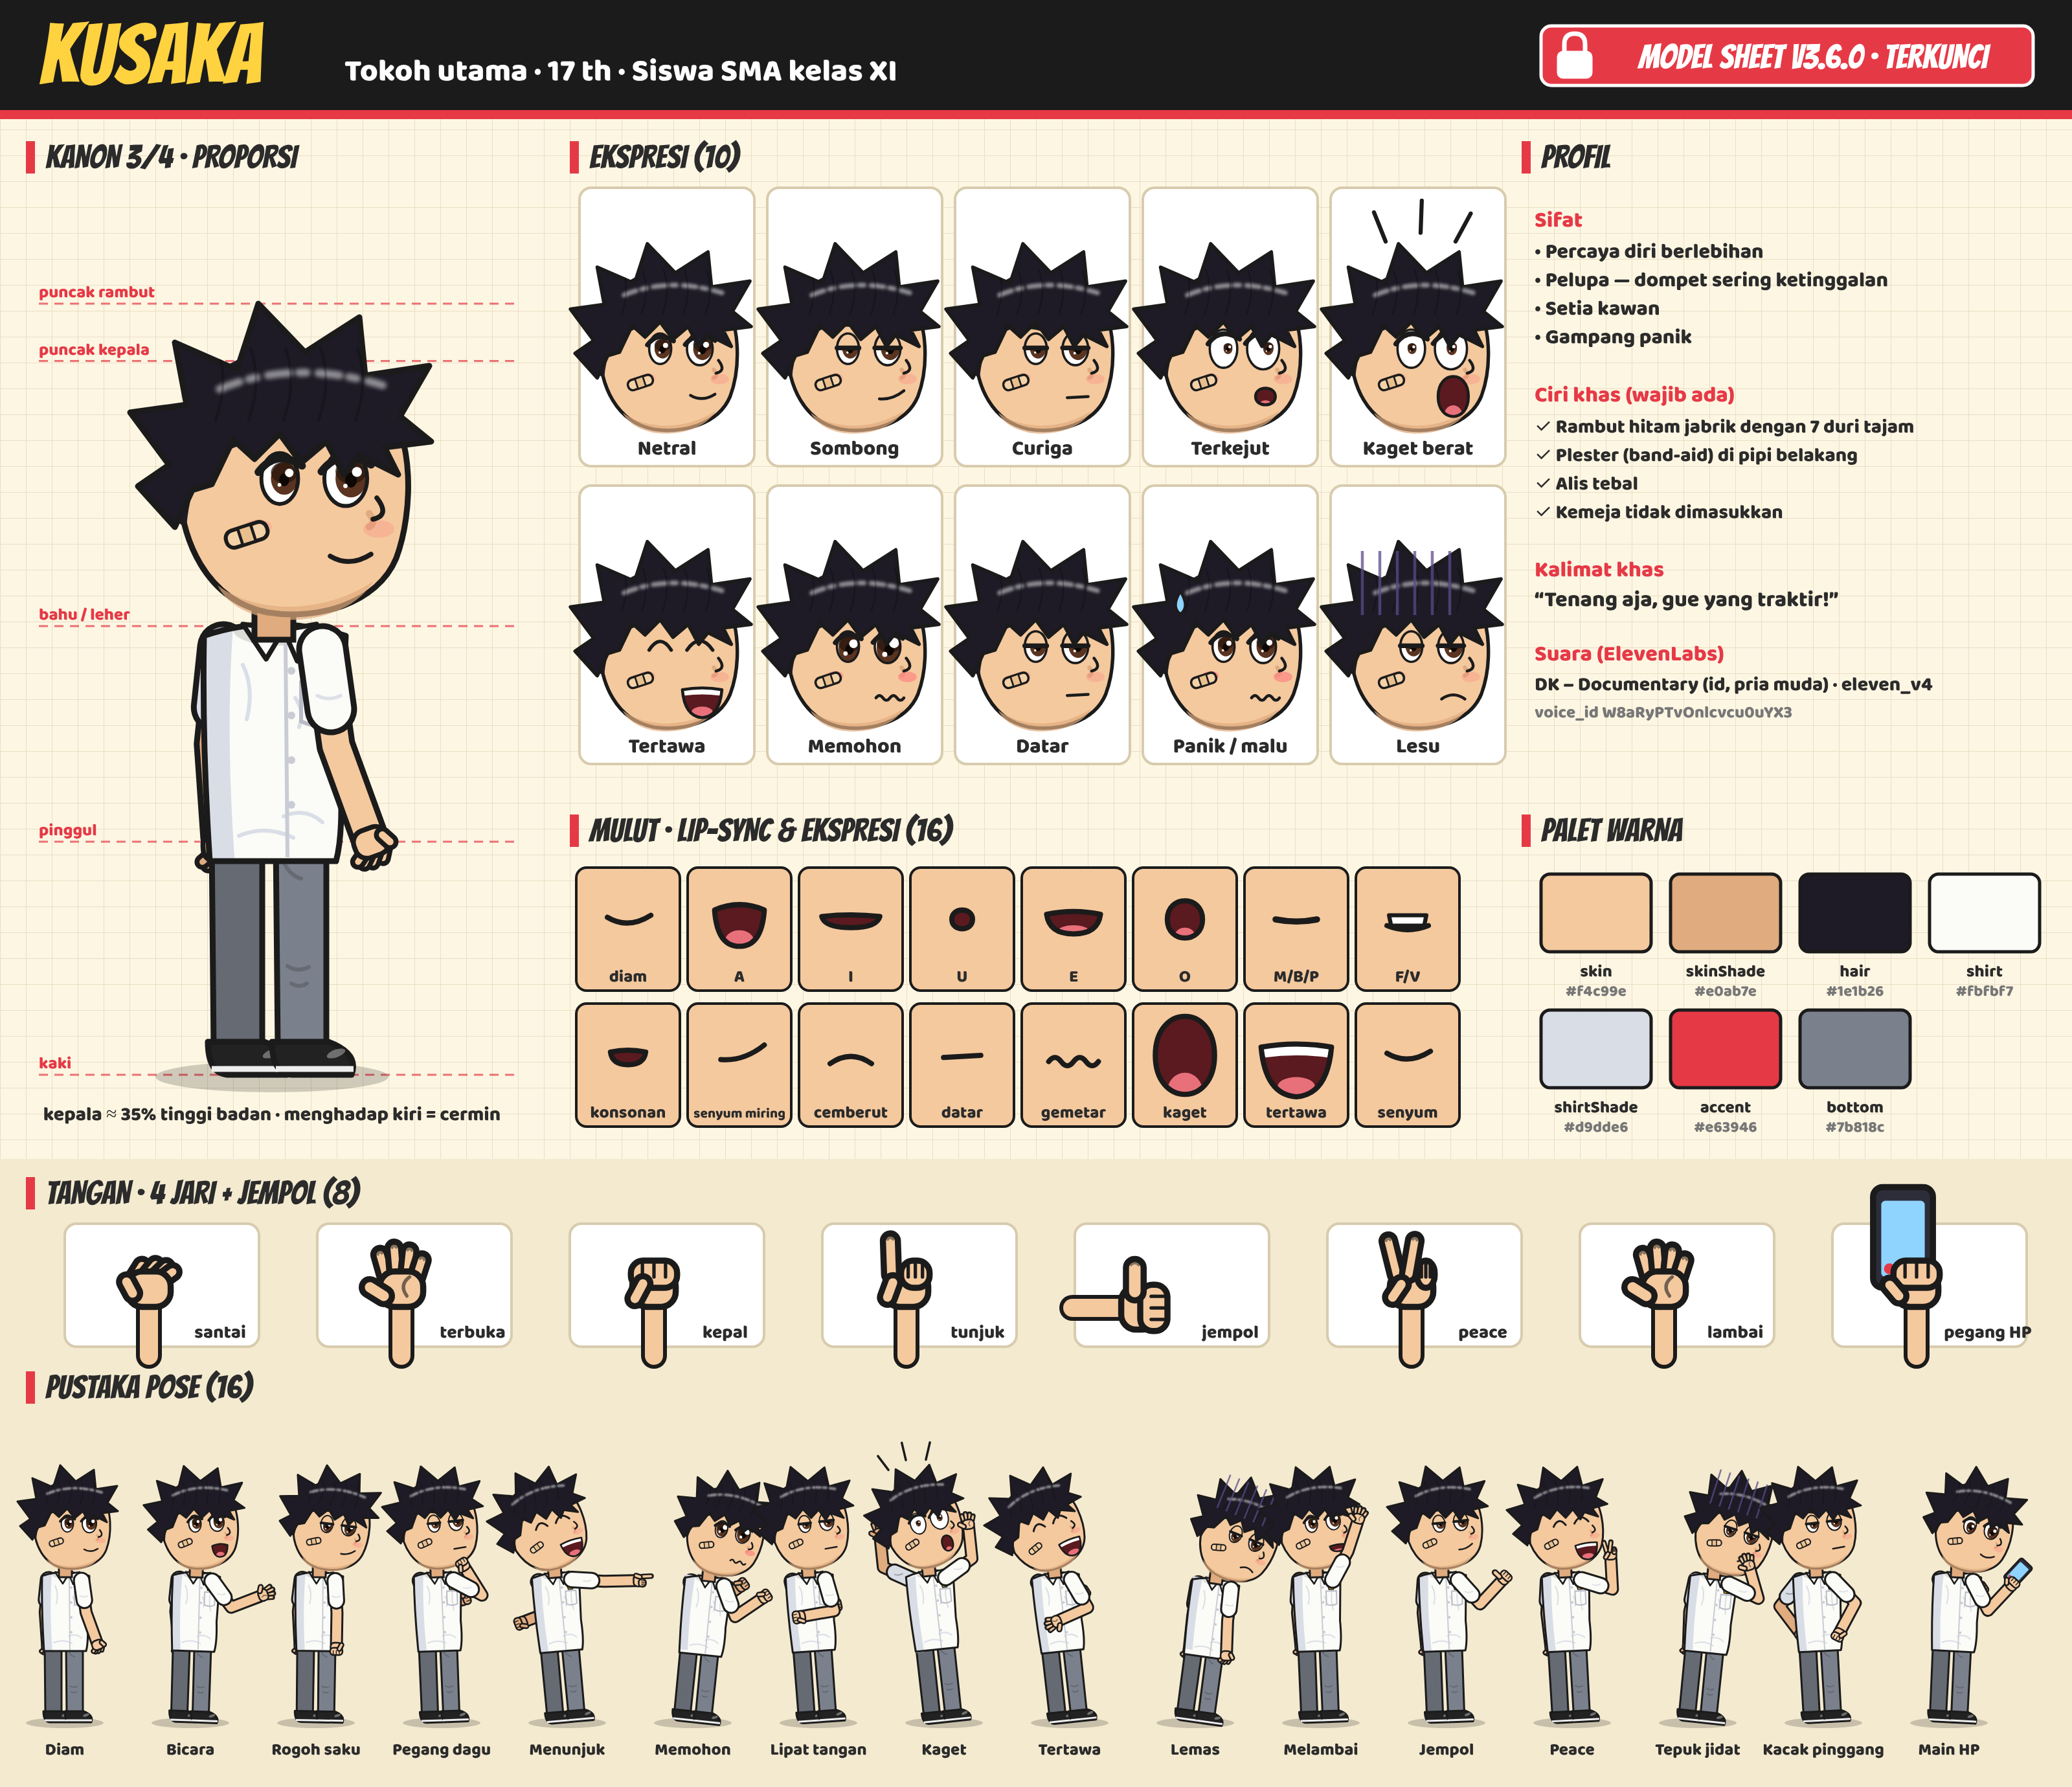 KUSAKA
Tokoh utama · 17 th · Siswa SMA kelas XI
MODEL SHEET V3.6.0 · TERKUNCI
KANON 3/4 · PROPORSI
puncak rambut
puncak kepala
bahu / leher
pinggul
kaki
kepala ≈ 35% tinggi badan · menghadap kiri = cermin
EKSPRESI (10)
Netral
Sombong
Curiga
Terkejut
Kaget berat
Tertawa
Memohon
Datar
Panik / malu
Lesu
MULUT · LIP-SYNC & EKSPRESI (16)
diam
A
I
U
E
O
M/B/P
F/V
konsonan
senyum miring
cemberut
datar
gemetar
kaget
tertawa
senyum
PROFIL
Sifat
• Percaya diri berlebihan
• Pelupa — dompet sering ketinggalan
• Setia kawan
• Gampang panik
Ciri khas (wajib ada)
✓ Rambut hitam jabrik dengan 7 duri tajam
✓ Plester (band-aid) di pipi belakang
✓ Alis tebal
✓ Kemeja tidak dimasukkan
Kalimat khas
“Tenang aja, gue yang traktir!”
Suara (ElevenLabs)
DK – Documentary (id, pria muda) · eleven_v4
voice_id W8aRyPTvOnIcvcu0uYX3
PALET WARNA
skin
#f4c99e
skinShade
#e0ab7e
hair
#1e1b26
shirt
#fbfbf7
shirtShade
#d9dde6
accent
#e63946
bottom
#7b818c
TANGAN · 4 JARI + JEMPOL (8)
santai
terbuka
kepal
tunjuk
jempol
peace
lambai
pegang HP
PUSTAKA POSE (16)
Diam
Bicara
Rogoh saku
Pegang dagu
Menunjuk
Memohon
Lipat tangan
Kaget
Tertawa
Lemas
Melambai
Jempol
Peace
Tepuk jidat
Kacak pinggang
Main HP